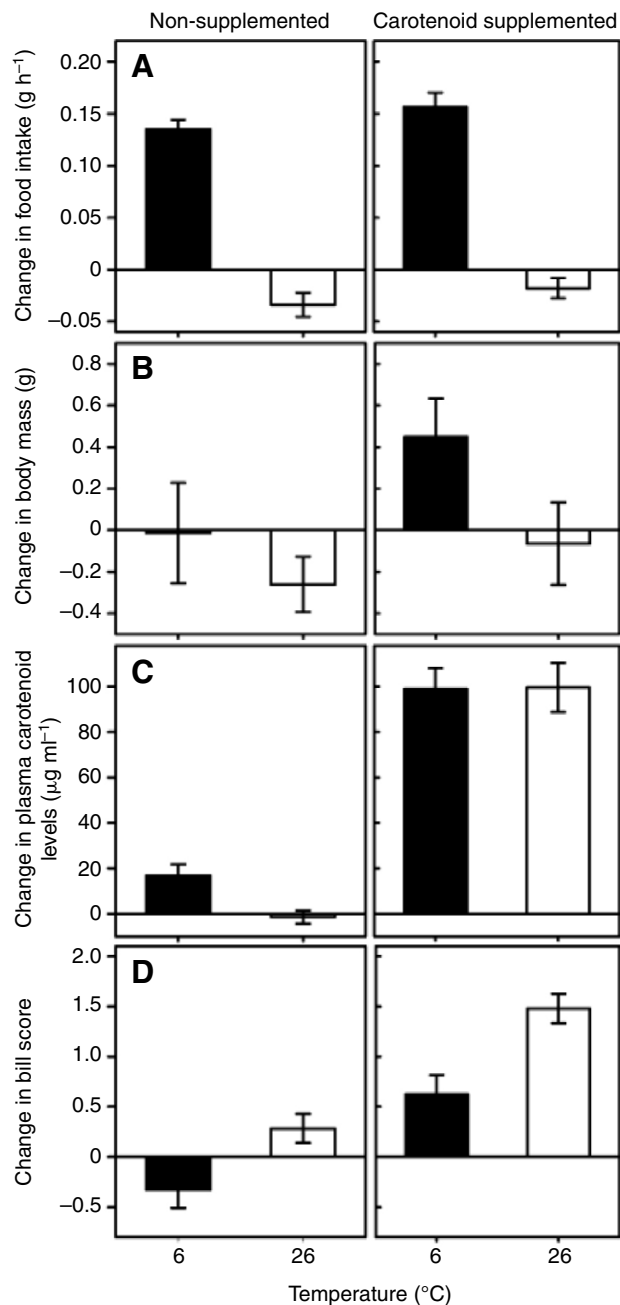 Non-supplemented
Carotenoid supplemented
A
Change in food intake (g h⁻¹)
0.20
0.15
0.10
0.05
0
–0.05
B
Change in body mass (g)
0.8
0.6
0.4
0.2
0
–0.2
–0.4
C
Change in plasma carotenoid
levels (μg ml⁻¹)
100
80
60
40
20
0
D
Change in bill score
2.0
1.5
1.0
0.5
0
–0.5
6
26
6
26
Temperature (°C)